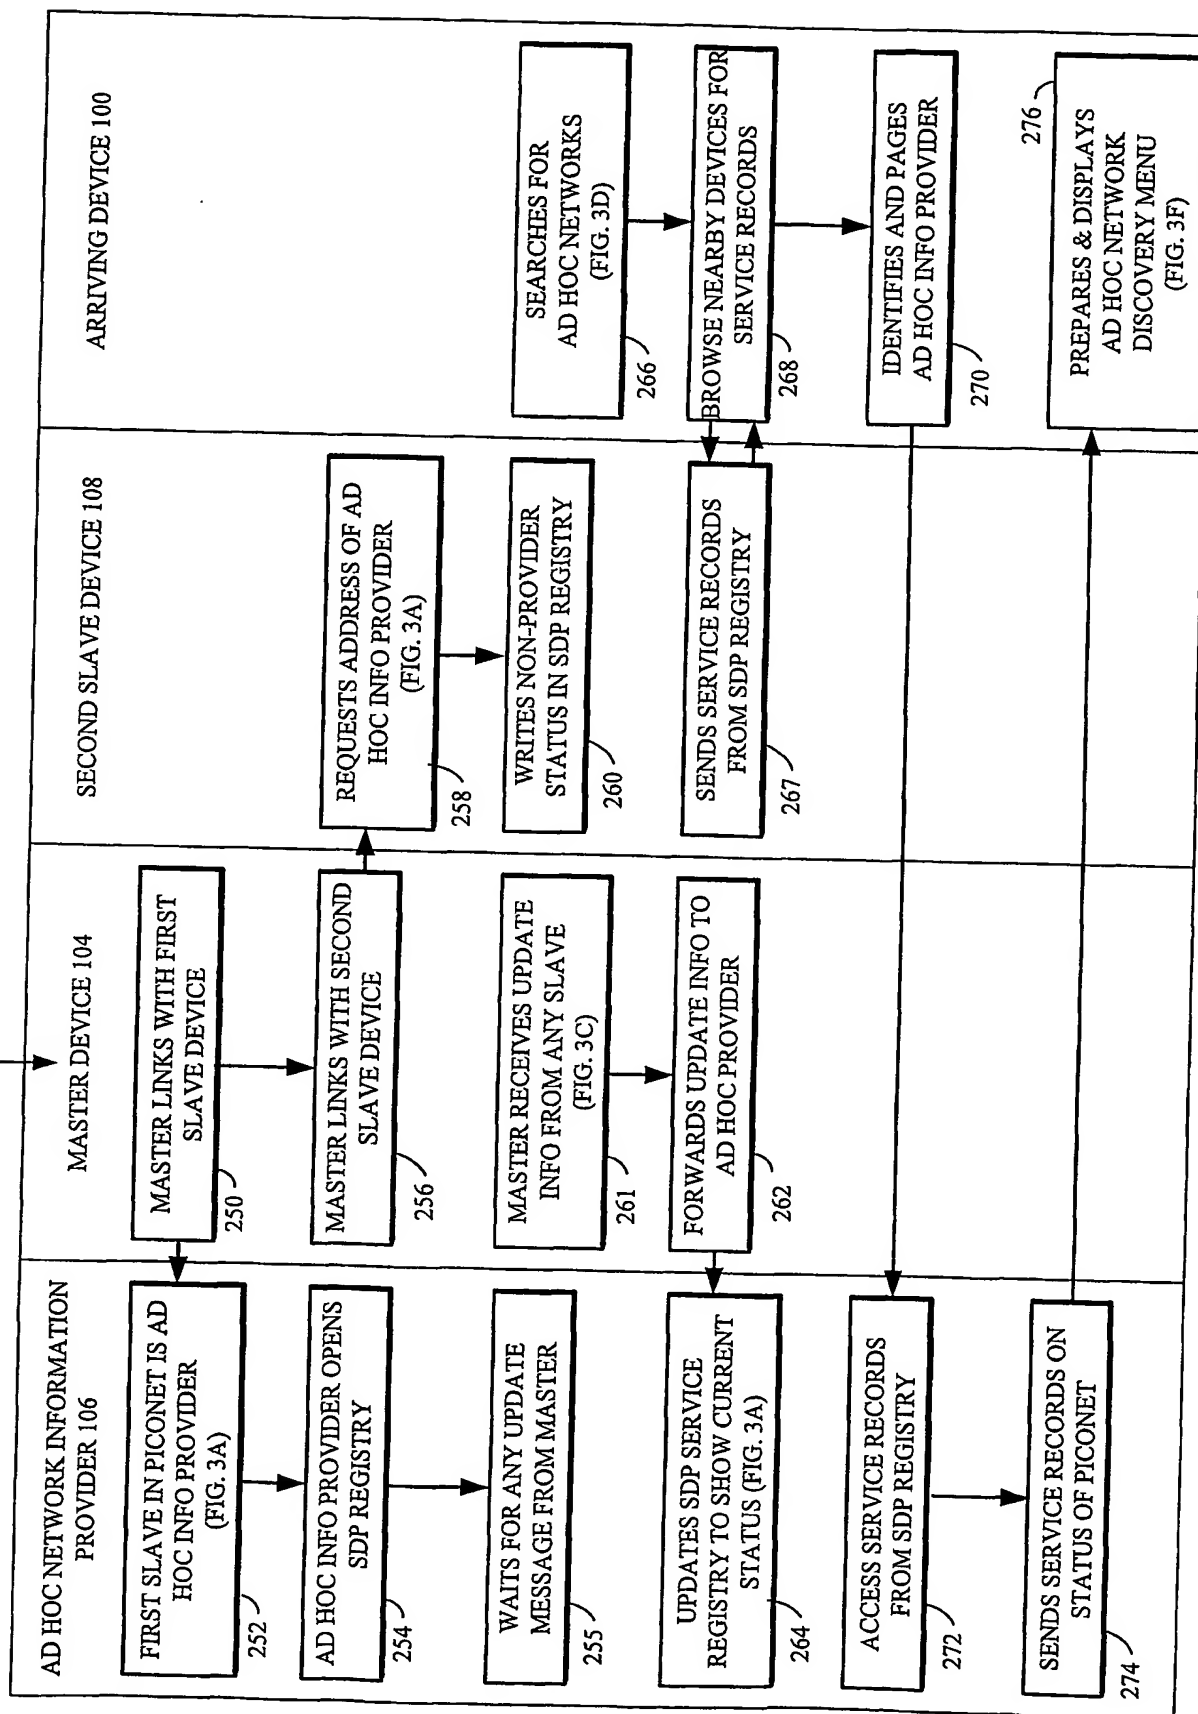 AD HOC NETWORK INFORMATION
PROVIDER 106
FIRST SLAVE IN PICONET IS AD
HOC INFO PROVIDER
(FIG. 3A)
252
AD HOC INFO PROVIDER OPENS
SDP REGISTRY
254
WAITS FOR ANY UPDATE
MESSAGE FROM MASTER
255
UPDATES SDP SERVICE
REGISTRY TO SHOW CURRENT
STATUS (FIG. 3A)
264
ACCESS SERVICE RECORDS
FROM SDP REGISTRY
272
SENDS SERVICE RECORDS ON
STATUS OF PICONET
274
MASTER DEVICE 104
MASTER LINKS WITH FIRST
SLAVE DEVICE
250
MASTER LINKS WITH SECOND
SLAVE DEVICE
256
MASTER RECEIVES UPDATE
INFO FROM ANY SLAVE
(FIG. 3C)
261
FORWARDS UPDATE INFO TO
AD HOC PROVIDER
262
SECOND SLAVE DEVICE 108
REQUESTS ADDRESS OF AD
HOC INFO PROVIDER
(FIG. 3A)
258
WRITES NON-PROVIDER
STATUS IN SDP REGISTRY
260
SENDS SERVICE RECORDS
FROM SDP REGISTRY
267
ARRIVING DEVICE 100
SEARCHES FOR
AD HOC NETWORKS
(FIG. 3D)
266
BROWSE NEARBY DEVICES FOR
SERVICE RECORDS
268
IDENTIFIES AND PAGES
AD HOC INFO PROVIDER
270
276
PREPARES & DISPLAYS
AD HOC NETWORK
DISCOVERY MENU
(FIG. 3F)